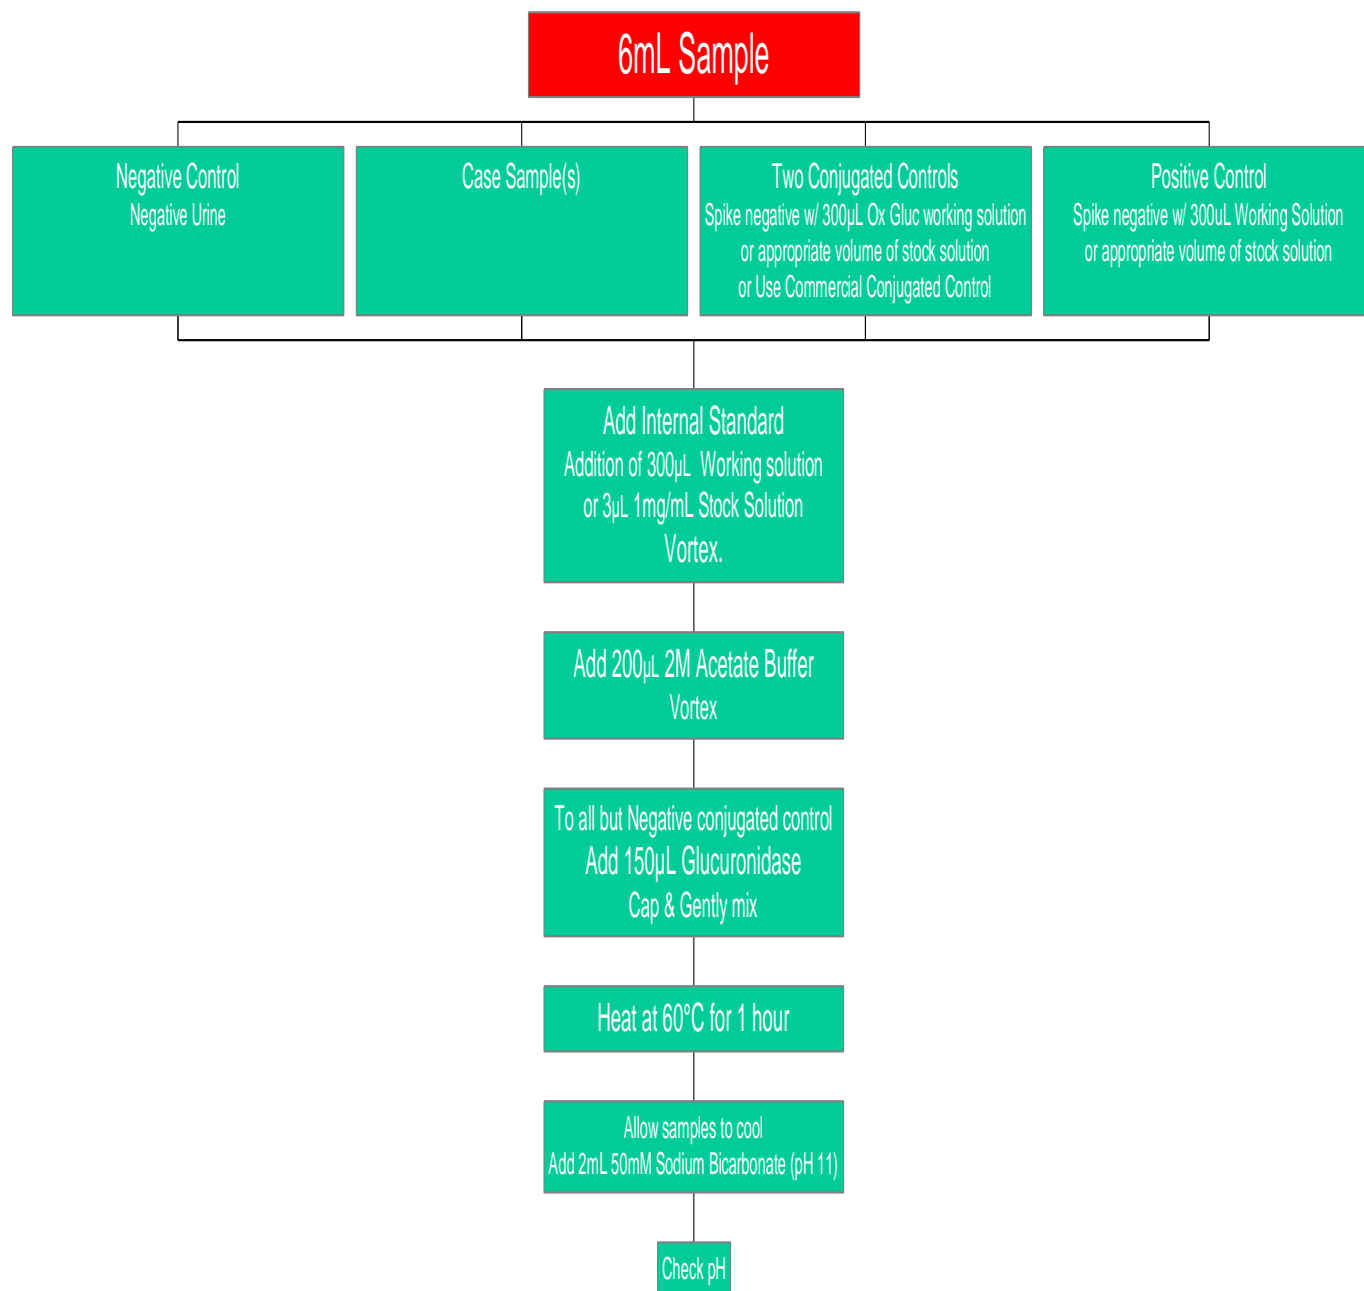 6mL Sample
Negative Control
Negative Urine
Case Sample(s)
Two Conjugated Controls
Spike negative w/ 300µL Ox Gluc working solution
or appropriate volume of stock solution
or Use Commercial Conjugated Control
Positive Control
Spike negative w/ 300uL Working Solution
or appropriate volume of stock solution
Add Internal Standard
Addition of 300µL Working solution
or 3µL 1mg/mL Stock Solution
Vortex.
Add 200µL 2M Acetate Buffer
Vortex
To all but Negative conjugated control
Add 150µL Glucuronidase
Cap & Gently mix
Heat at 60°C for 1 hour
Allow samples to cool
Add 2mL 50mM Sodium Bicarbonate (pH 11)
Check pH